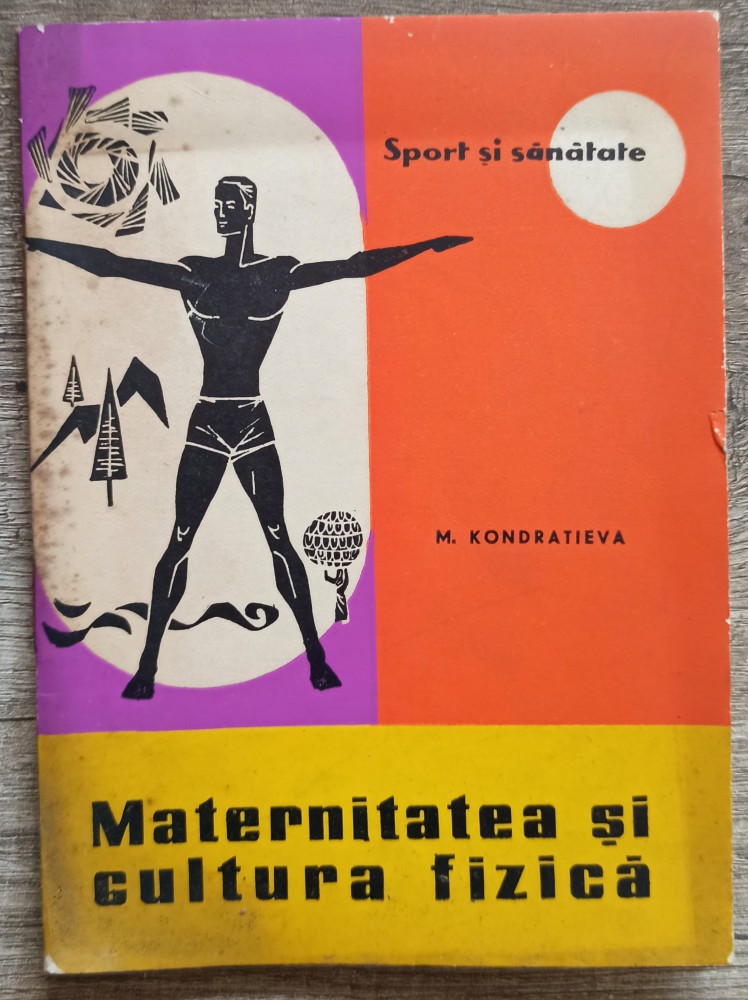 Sport și sănătate
M. KONDRATIEVA
Maternitatea și
cultura fizică